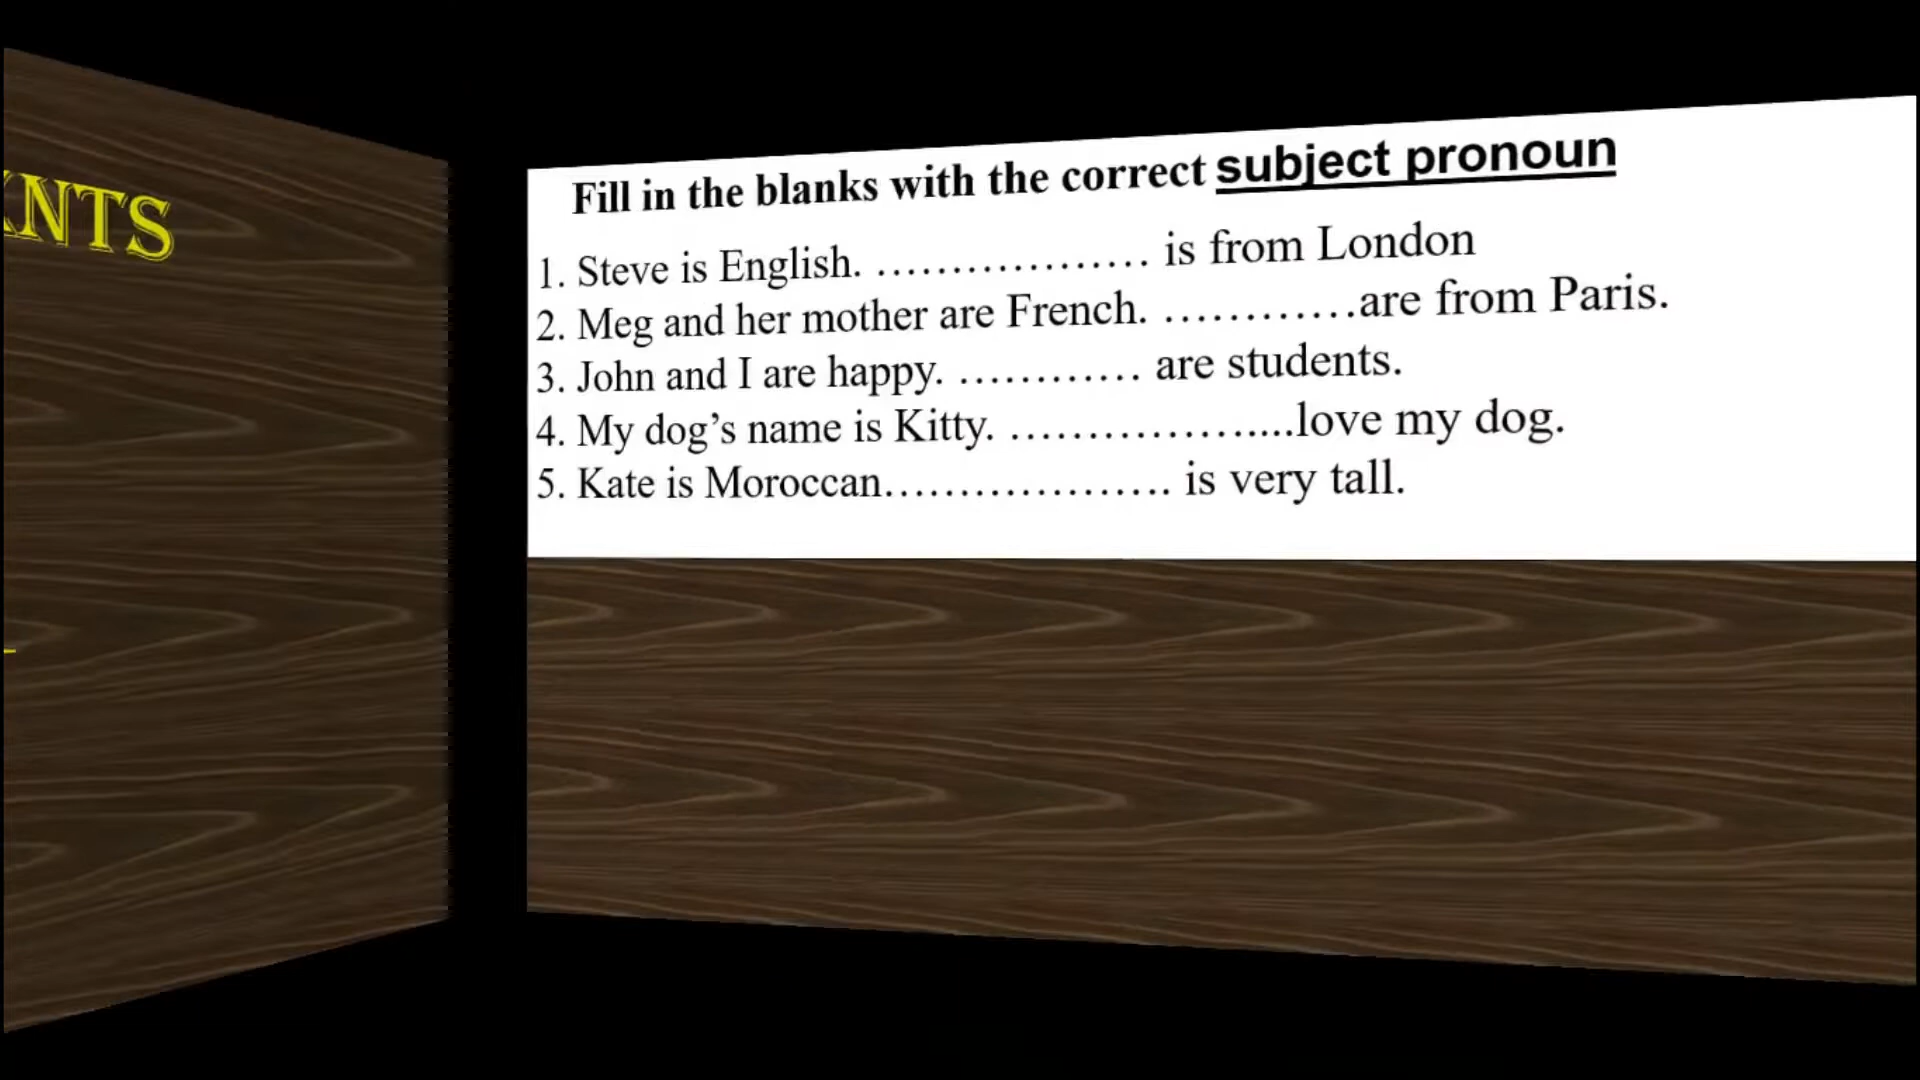 Fill in the blanks with the correct subject pronoun
1. Steve is English. .................... is from London
2. Meg and her mother are French. .............are from Paris.
3. John and I are happy. ............ are students.
4. My dog’s name is Kitty. ...................love my dog.
5. Kate is Moroccan................... is very tall.